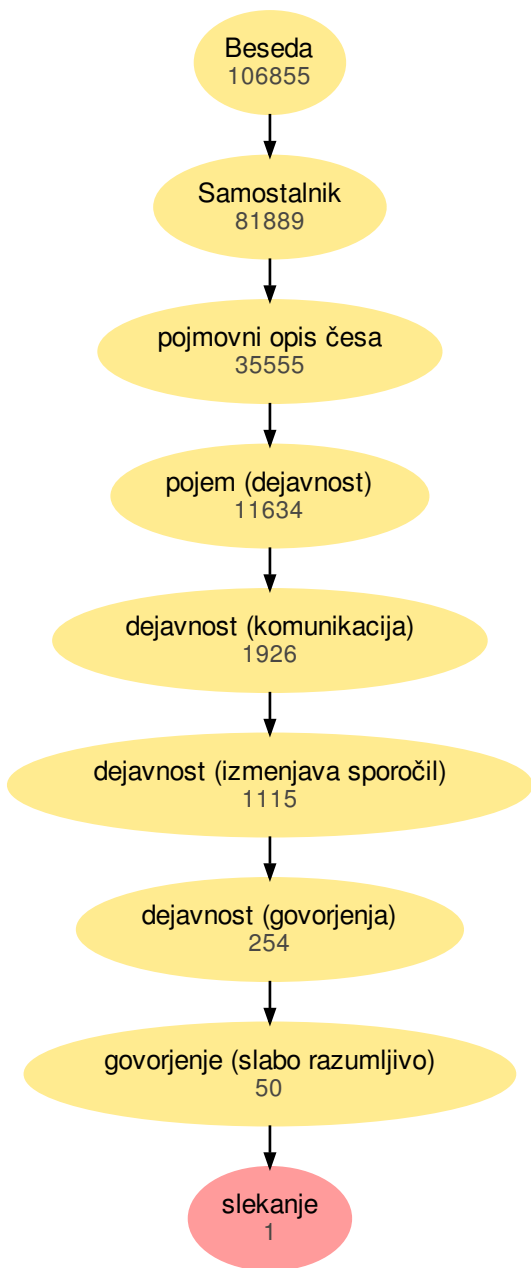 Beseda
106855
Samostalnik
81889
pojmovni opis česa
35555
pojem (dejavnost)
11634
dejavnost (komunikacija)
1926
dejavnost (izmenjava sporočil)
1115
dejavnost (govorjenja)
254
govorjenje (slabo razumljivo)
50
slekanje
1